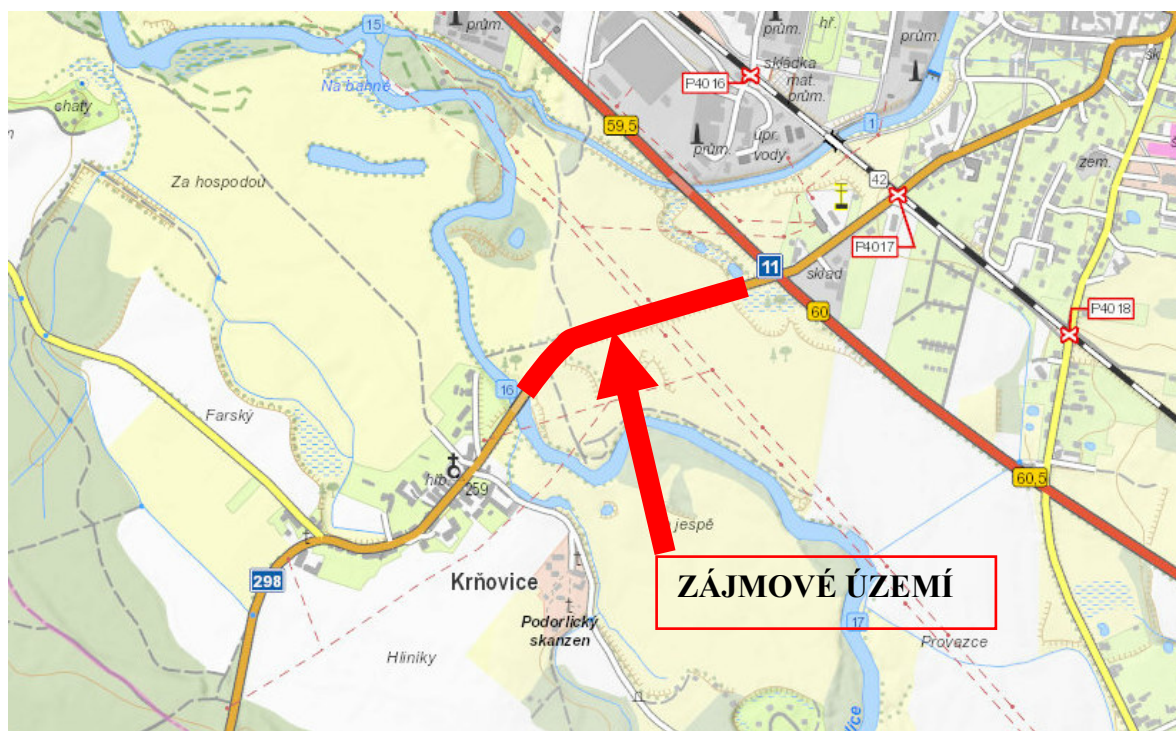 15
prům.
prům.
hř.
prům.
šk.
Na bahně
skládka
mat.
prům.
P4016
chaty
59,5
1
prům.
upr.
vody
zem.
Za hospodou
42
P4017
sklad
11
60
P4018
16
Farský
hřb.
259
60,5
jespě
298
Krňovice
ZÁJMOVÉ ÚZEMÍ
Podorlický
skanzen
17
Provazce
Hliníky